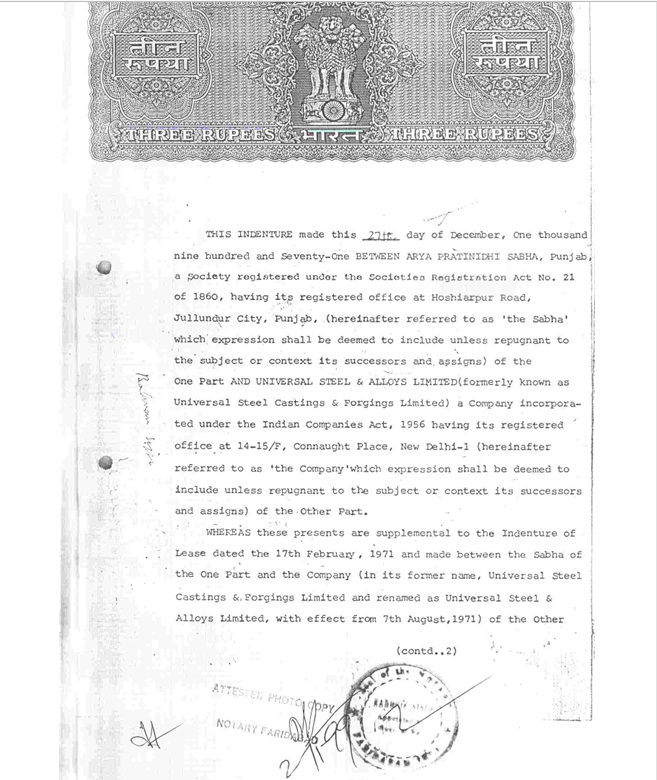 तीन
रूपया
तीन
रूपया
THREE RUPEES भारत THREE RUPEES
THIS INDENTURE made this 27th day of December, One thousand
nine hundred and Seventy-One BETWEEN ARYA PRATINIDHI SABHA, Punjab,
a Society registered under the Societies Registration Act No. 21
of 1860, having its registered office at Hoshiarpur Road,
Jullundur City, Punjab, (hereinafter referred to as 'the Sabha'
which expression shall be deemed to include unless repugnant to
the subject or context its successors and assigns) of the
One Part AND UNIVERSAL STEEL & ALLOYS LIMITED(formerly known as
Universal Steel Castings & Forgings Limited) a Company incorpora-
ted under the Indian Companies Act, 1956 having its registered
office at 14-15/F, Connaught Place, New Delhi-1 (hereinafter
referred to as 'the Company'which expression shall be deemed to
include unless repugnant to the subject or context its successors
and assigns) of the Other Part.
WHEREAS these presents are supplemental to the Indenture of
Lease dated the 17th February, 1971 and made between the Sabha of
the One Part and the Company (in its former name, Universal Steel
Castings & Forgings Limited and renamed as Universal Steel &
Alloys Limited, with effect from 7th August,1971) of the Other
(contd..2)
ATTESTED PHOTO COPY
NOTARY FARIDABAD